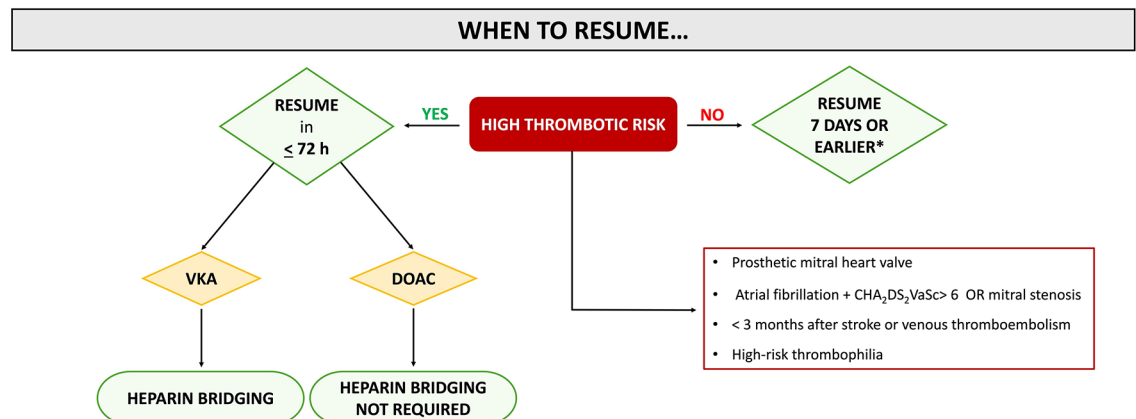 WHEN TO RESUME...
RESUME
in
≤ 72 h
YES
HIGH THROMBOTIC RISK
NO
RESUME
7 DAYS OR
EARLIER*
VKA
DOAC
HEPARIN BRIDGING
HEPARIN BRIDGING
NOT REQUIRED
• Prosthetic mitral heart valve
• Atrial fibrillation + CHA₂DS₂VaSc> 6 OR mitral stenosis
• < 3 months after stroke or venous thromboembolism
• High-risk thrombophilia